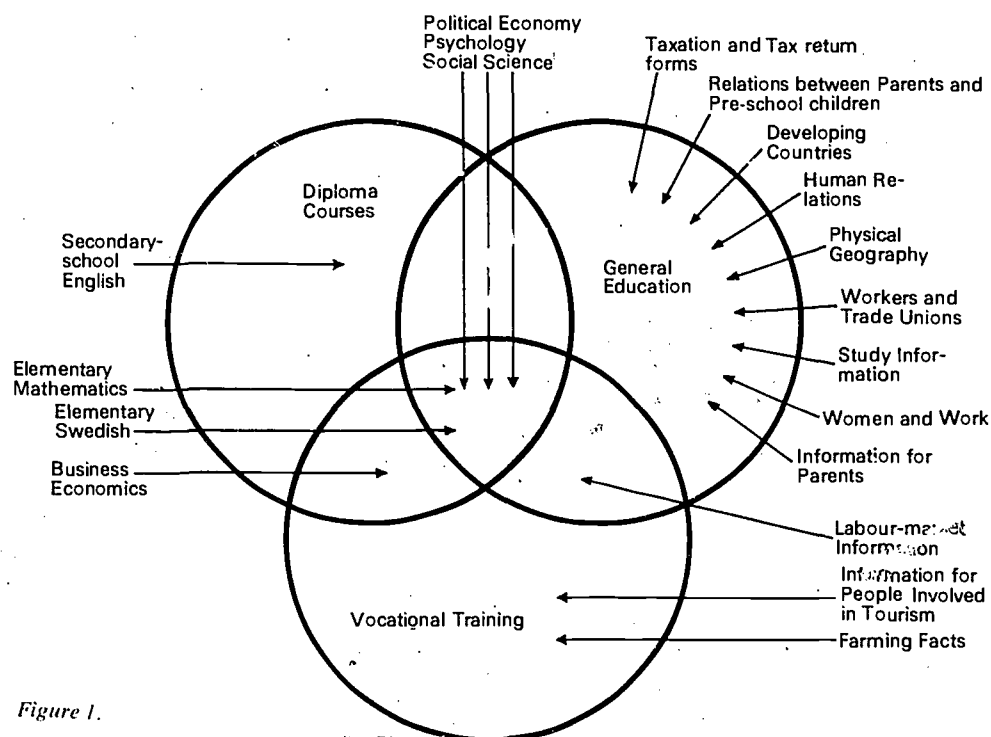 Political Economy
Psychology
Social Science
Taxation and Tax return
forms
Relations between Parents and
Pre-school children
Developing
Countries
Human Re-
lations
Diploma
Courses
Secondary-
school
English
General
Education
Physical
Geography
Workers and
Trade Unions
Study Infor-
mation
Elementary
Mathematics
Elementary
Swedish
Women and Work
Business
Economics
Information for
Parents
Labour-market
Information
Information for
People Involved
in Tourism
Vocational Training
Farming Facts
Figure 1.